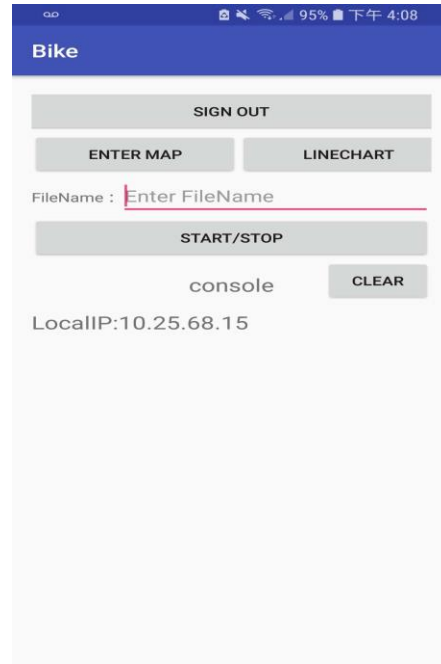 95% 下午 4:08
Bike
SIGN OUT
ENTER MAP LINECHART
FileName : Enter FileName
START/STOP
console CLEAR
LocalIP:10.25.68.15